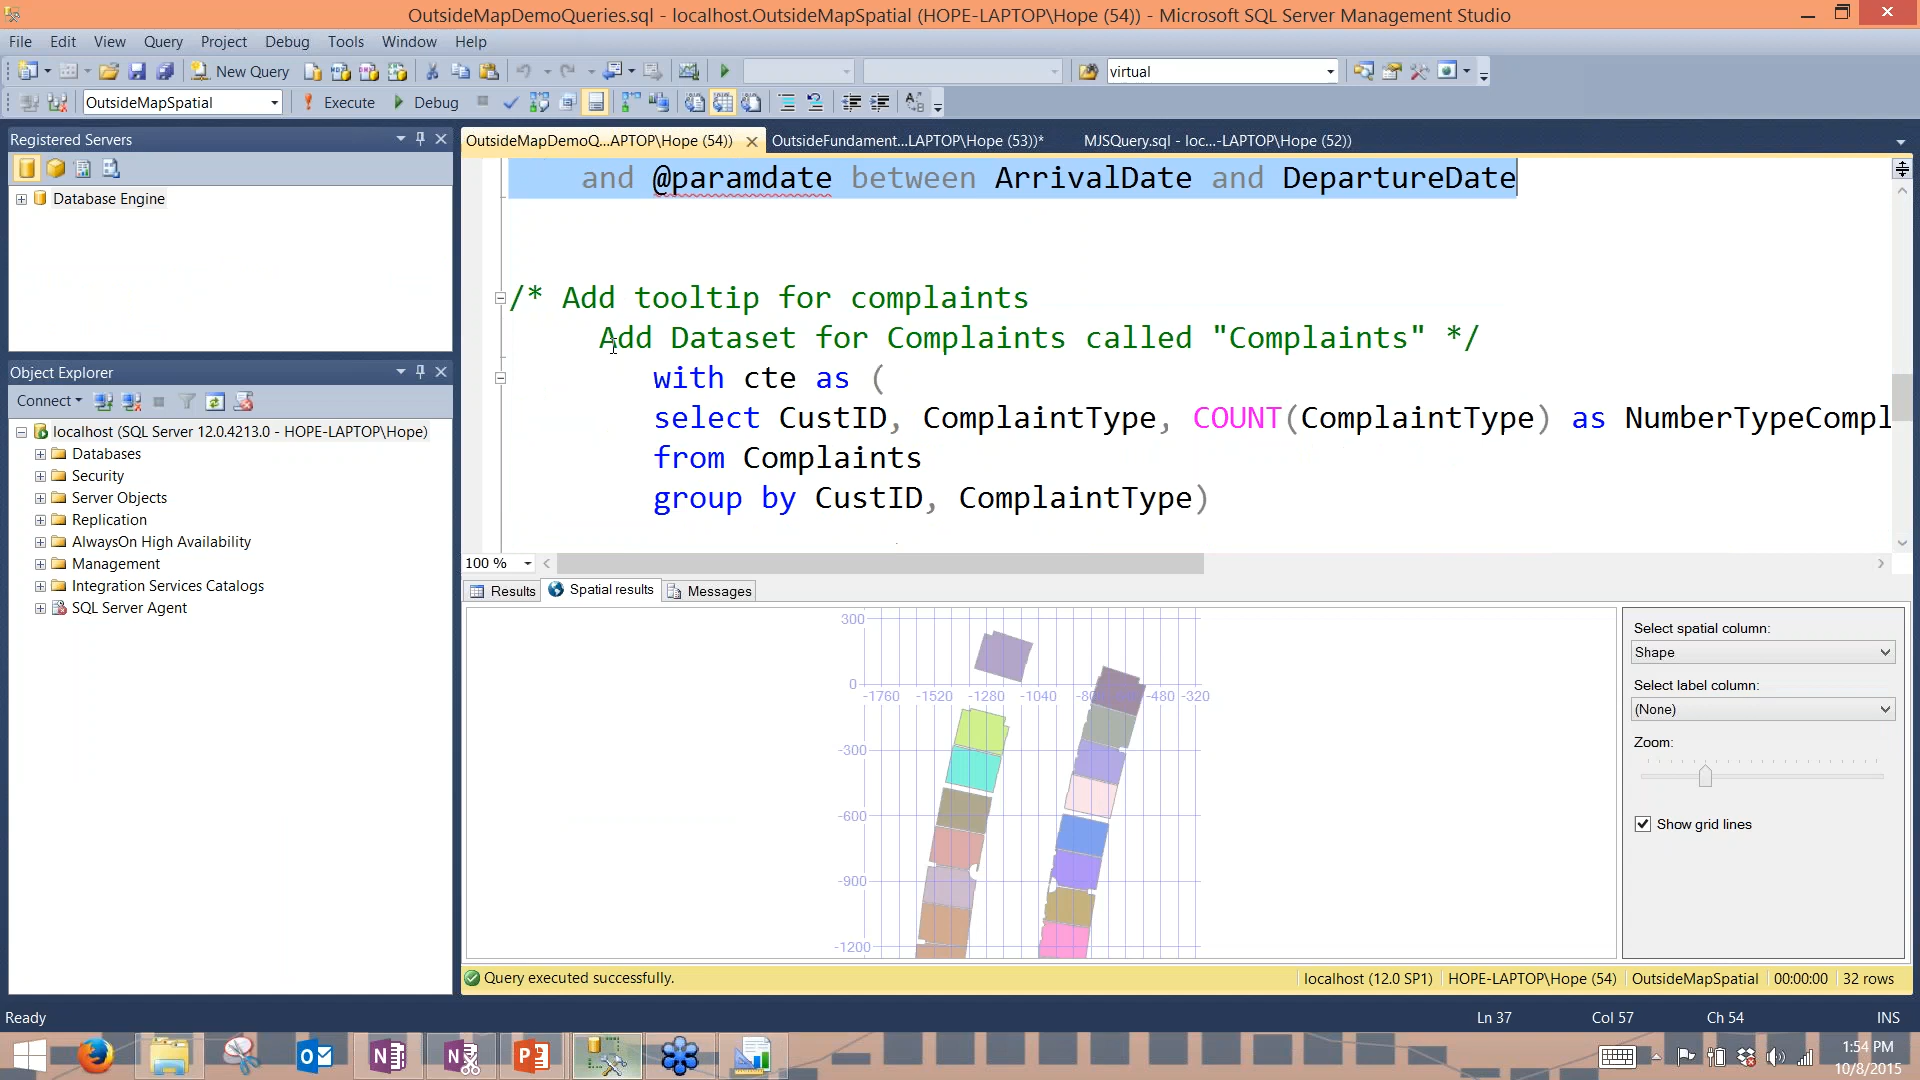 OutsideMapDemoQueries.sql - localhost.OutsideMapSpatial (HOPE-LAPTOP\Hope (54)) - Microsoft SQL Server Management Studio
File Edit View Query Project Debug Tools Window Help
New Query virtual
OutsideMapSpatial Execute Debug
Registered Servers
Database Engine
Object Explorer
Connect
localhost (SQL Server 12.0.4213.0 - HOPE-LAPTOP\Hope)
Databases
Security
Server Objects
Replication
AlwaysOn High Availability
Management
Integration Services Catalogs
SQL Server Agent
OutsideMapDemoQ...APTOP\Hope (54)) OutsideFundament...LAPTOP\Hope (53))* MJSQuery.sql - loc...-LAPTOP\Hope (52))
and @paramdate between ArrivalDate and DepartureDate
/* Add tooltip for complaints
Add Dataset for Complaints called "Complaints" */
with cte as (
select CustID, ComplaintType, COUNT(ComplaintType) as NumberTypeCompl
from Complaints
group by CustID, ComplaintType)
100 %
Results Spatial results Messages
300
0
-1760 -1520 -1280 -1040 -480 -320
-300
-600
-900
-1200
Select spatial column:
Shape
Select label column:
(None)
Zoom:
Show grid lines
Query executed successfully. localhost (12.0 SP1) HOPE-LAPTOP\Hope (54) OutsideMapSpatial 00:00:00 32 rows
Ready Ln 37 Col 57 Ch 54 INS
1:54 PM
10/8/2015